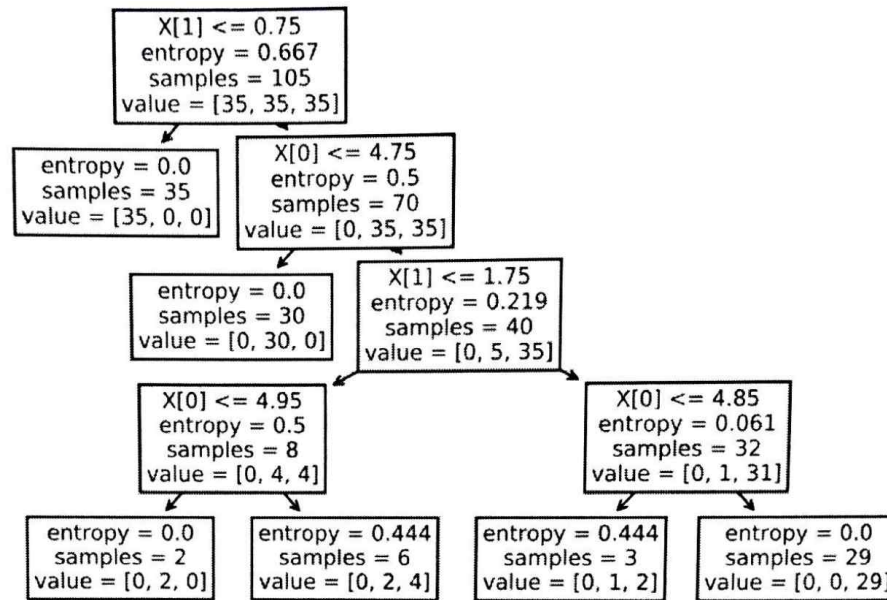 X[1] <= 0.75
entropy = 0.667
samples = 105
value = [35, 35, 35]
entropy = 0.0
samples = 35
value = [35, 0, 0]
X[0] <= 4.75
entropy = 0.5
samples = 70
value = [0, 35, 35]
entropy = 0.0
samples = 30
value = [0, 30, 0]
X[1] <= 1.75
entropy = 0.219
samples = 40
value = [0, 5, 35]
X[0] <= 4.95
entropy = 0.5
samples = 8
value = [0, 4, 4]
X[0] <= 4.85
entropy = 0.061
samples = 32
value = [0, 1, 31]
entropy = 0.0
samples = 2
value = [0, 2, 0]
entropy = 0.444
samples = 6
value = [0, 2, 4]
entropy = 0.444
samples = 3
value = [0, 1, 2]
entropy = 0.0
samples = 29
value = [0, 0, 29]